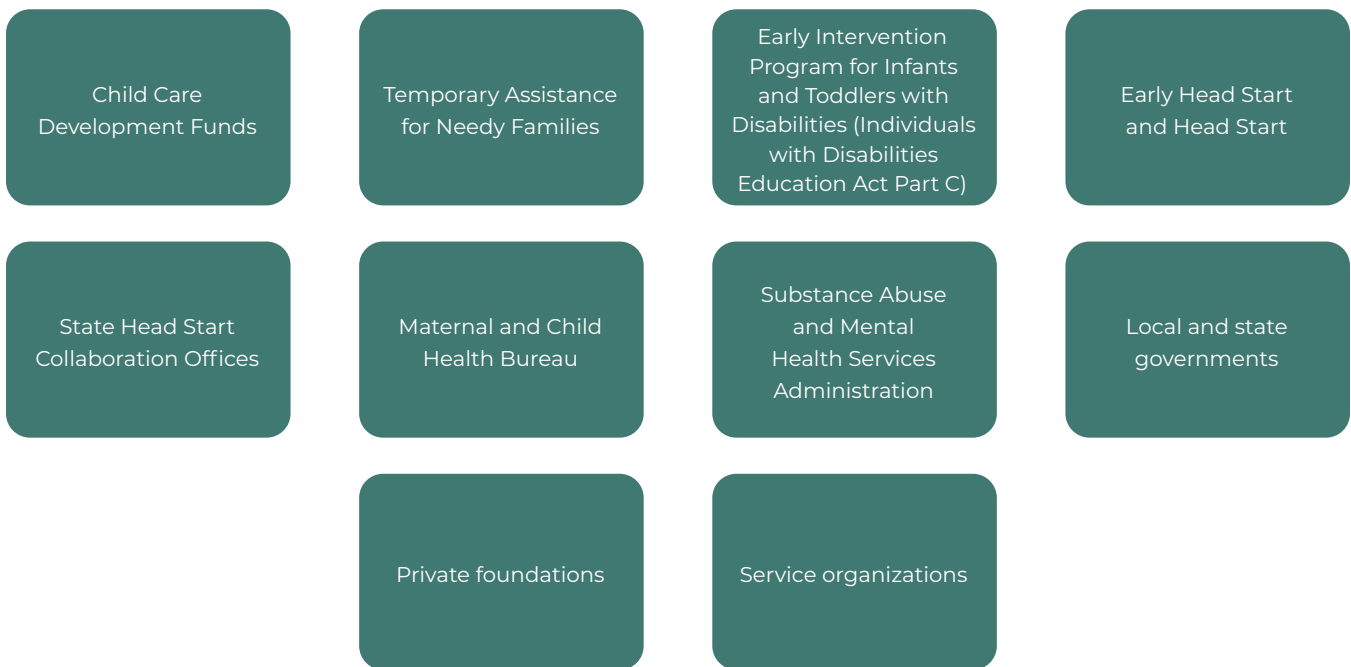 Child Care
Development Funds
Temporary Assistance
for Needy Families
Early Intervention
Program for Infants
and Toddlers with
Disabilities (Individuals
with Disabilities
Education Act Part C)
Early Head Start
and Head Start
State Head Start
Collaboration Offices
Maternal and Child
Health Bureau
Substance Abuse
and Mental
Health Services
Administration
Local and state
governments
Private foundations
Service organizations